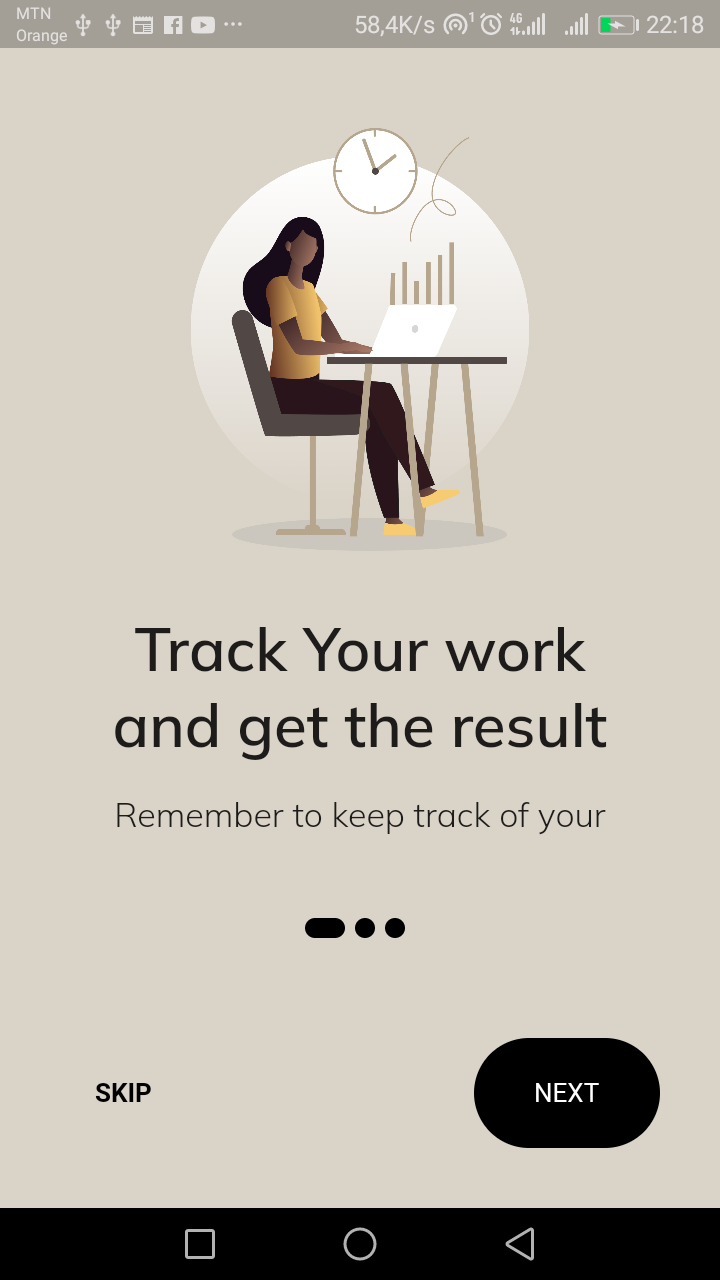 MTN
Orange
58,4K/s 1 4G 22:18
Track Your work
and get the result
Remember to keep track of your
SKIP
NEXT